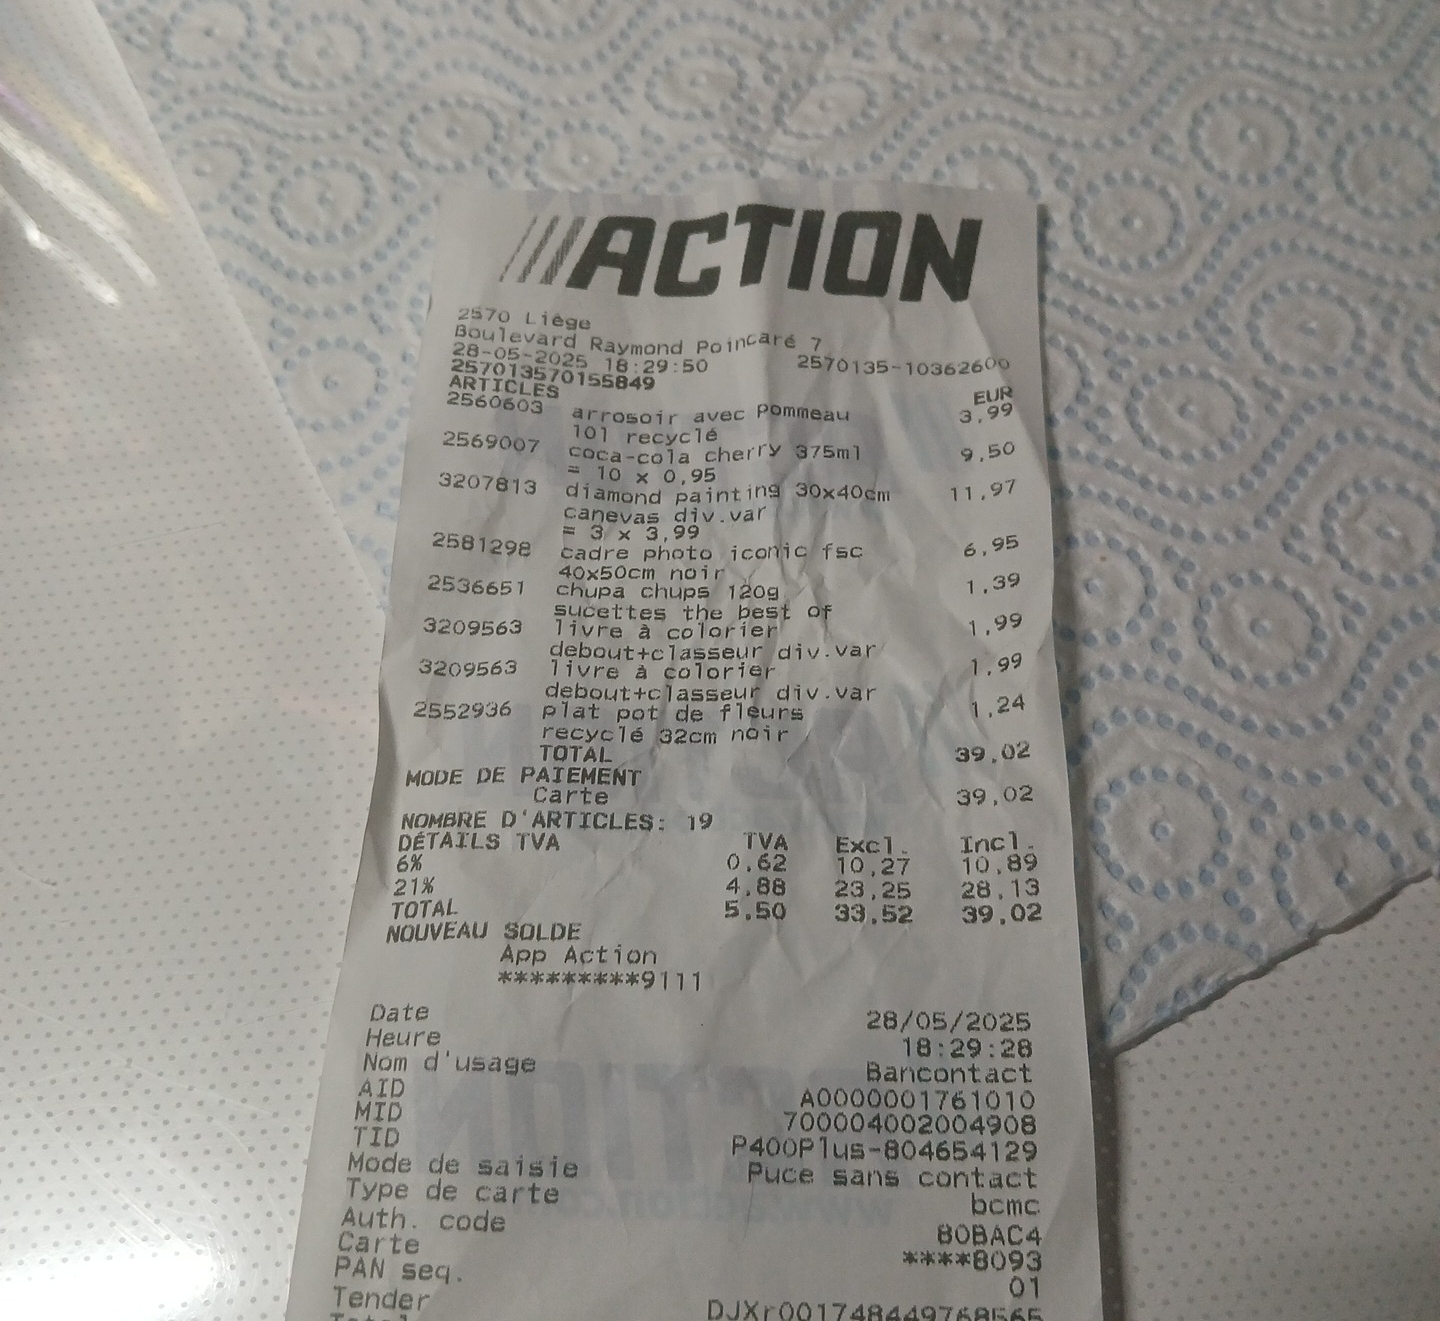 ///ACTION
2570 Liège
Boulevard Raymond Poincaré 7
28-05-2025 18:29:50 2570135-10362600
257013570155849
ARTICLES EUR
2560603 arrosoir avec Pommeau 3,99
10l recyclé
2569007 coca-cola cherry 375ml 9,50
= 10 x 0,95
3207813 diamond painting 30x40cm 11,97
canevas div.var
= 3 x 3,99
2581298 cadre photo iconic fsc 6,95
40x50cm noir
2536651 chupa chups 120g 1,39
sucettes the best of
3209563 livre à colorier 1,99
debout+classeur div.var
3209563 livre à colorier 1,99
debout+classeur div.var
2552936 plat pot de fleurs 1,24
recyclé 32cm noir
TOTAL 39,02
MODE DE PAIEMENT
Carte 39,02
NOMBRE D'ARTICLES: 19
DÉTAILS TVA TVA Excl. Incl.
6% 0,62 10,27 10,89
21% 4,88 23,25 28,13
TOTAL 5,50 33,52 39,02
NOUVEAU SOLDE
App Action
*********9111
Date 28/05/2025
Heure 18:29:28
Nom d'usage Bancontact
AID A0000001761010
MID 700004002004908
TID P400Plus-804654129
Mode de saisie Puce sans contact
Type de carte bcmc
Auth. code 80BAC4
Carte ****8093
PAN seq. 01
Tender DJXr001748449768565